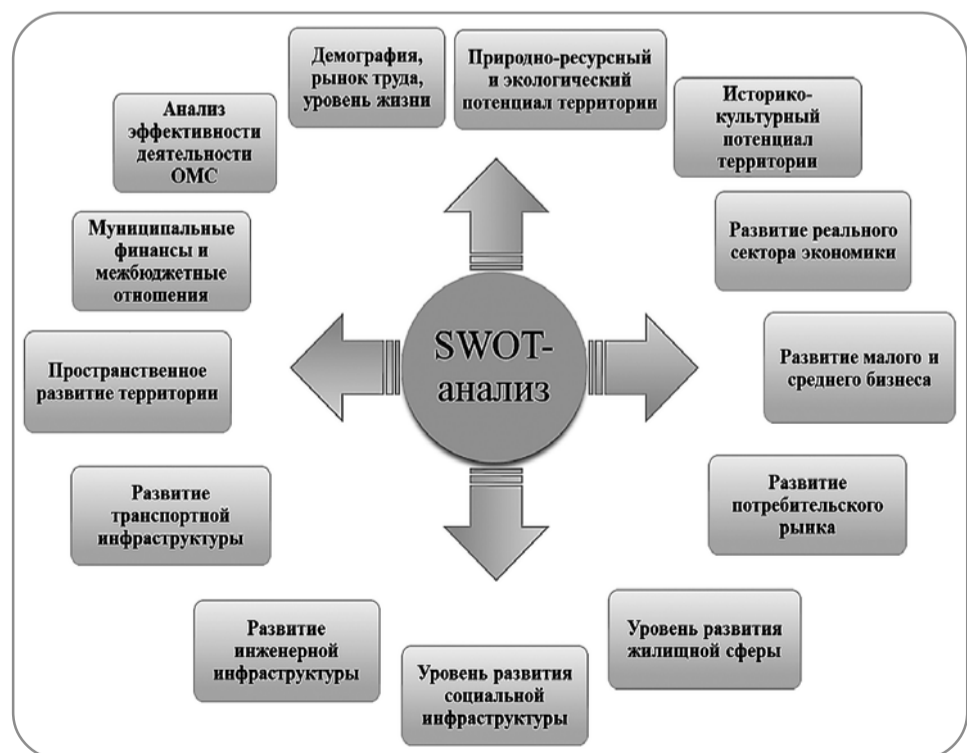 Демография,
рынок труда,
уровень жизни
Природно-ресурсный
и экологический
потенциал территории
Историко-
культурный
потенциал
территории
Развитие реального
сектора экономики
Развитие малого и
среднего бизнеса
Развитие
потребительского
рынка
Уровень развития
жилищной сферы
Уровень развития
социальной
инфраструктуры
Развитие
инженерной
инфраструктуры
Развитие
транспортной
инфраструктуры
Пространственное
развитие территории
Муниципальные
финансы и
межбюджетные
отношения
Анализ
эффективности
деятельности
ОМС
SWOT-
анализ